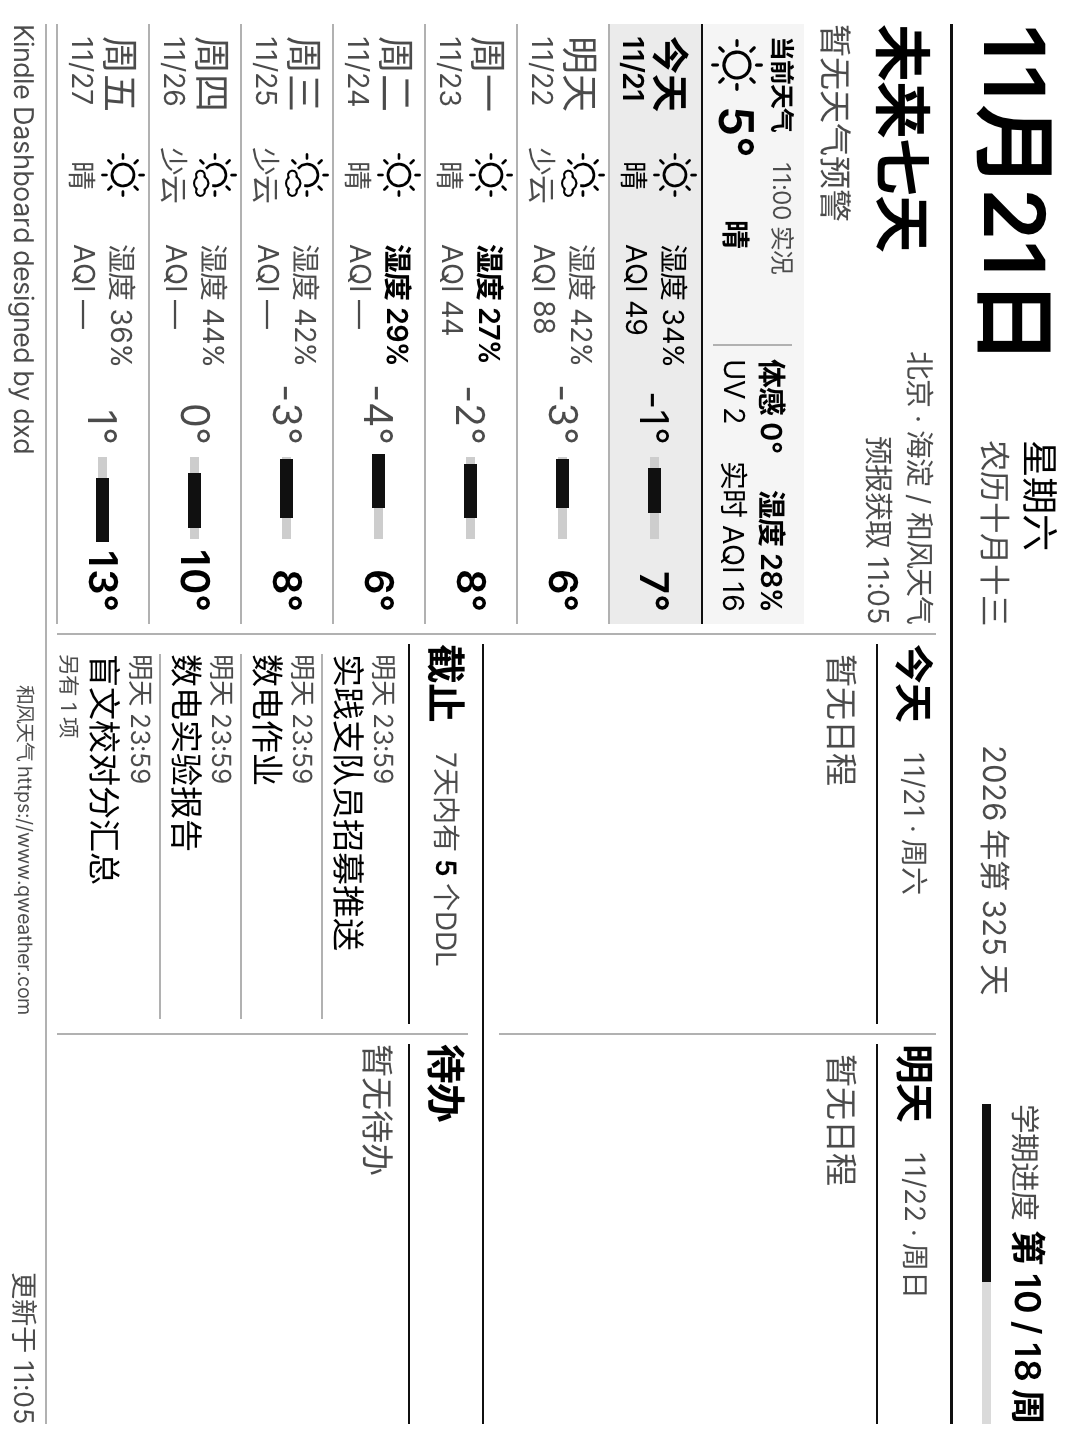 11月21日
星期六
农历十月十三
2026 年第 325 天
学期进度 第 10 / 18 周
未来七天
北京 · 海淀 / 和风天气
预报获取 11:05
暂无天气预警
当前天气 11:00 实况
5° 晴
体感 0° 湿度 28%
UV 2 实时 AQI 16
今天 11/21 晴 湿度 34% AQI 49 -1° 7°
明天 11/22 少云 湿度 42% AQI 88 -3° 6°
周一 11/23 晴 湿度 27% AQI 44 -2° 8°
周二 11/24 晴 湿度 29% AQI — -4° 6°
周三 11/25 少云 湿度 42% AQI — -3° 8°
周四 11/26 少云 湿度 44% AQI — 0° 10°
周五 11/27 晴 湿度 36% AQI — 1° 13°
今天 11/21 · 周六
暂无日程
明天 11/22 · 周日
暂无日程
截止 7天内有 5 个DDL
明天 23:59
实践支队员招募推送
明天 23:59
数电作业
明天 23:59
数电实验报告
明天 23:59
盲文校对分汇总
另有 1 项
待办
暂无待办
Kindle Dashboard designed by dxd
和风天气 https://www.qweather.com
更新于 11:05